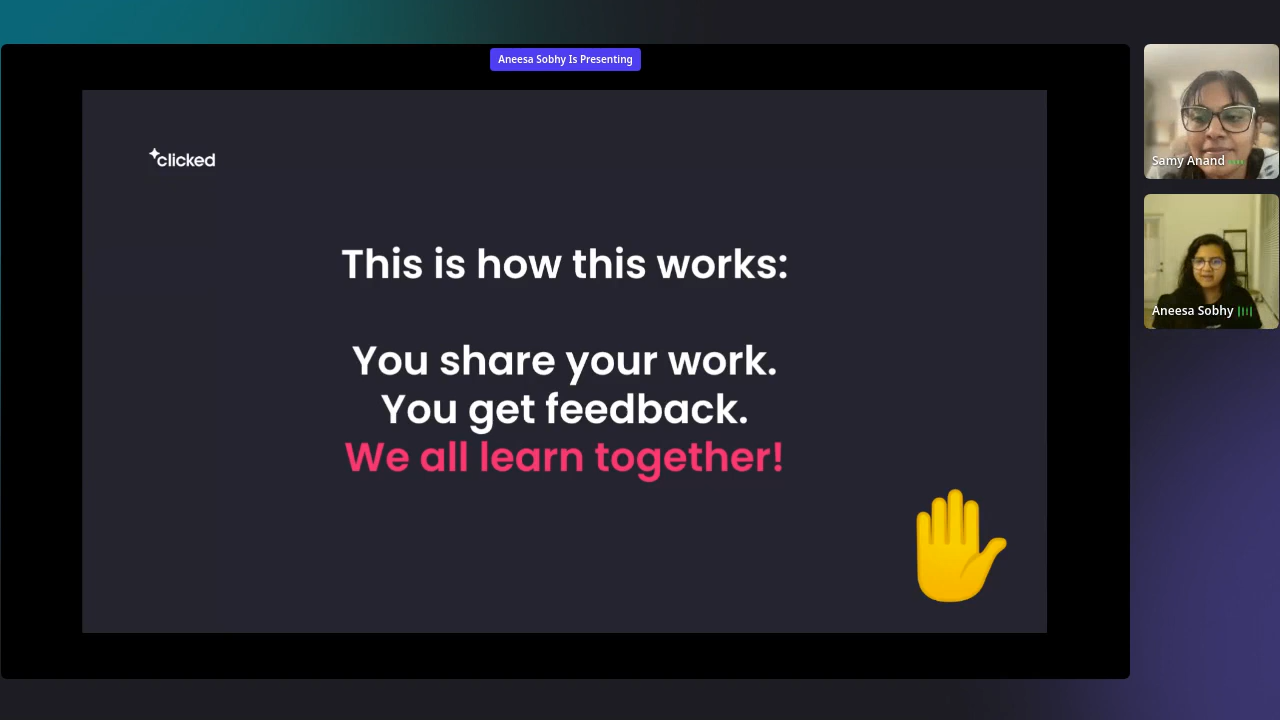 Aneesa Sobhy Is Presenting
clicked
This is how this works:
You share your work.
You get feedback.
We all learn together!
Samy Anand
Aneesa Sobhy